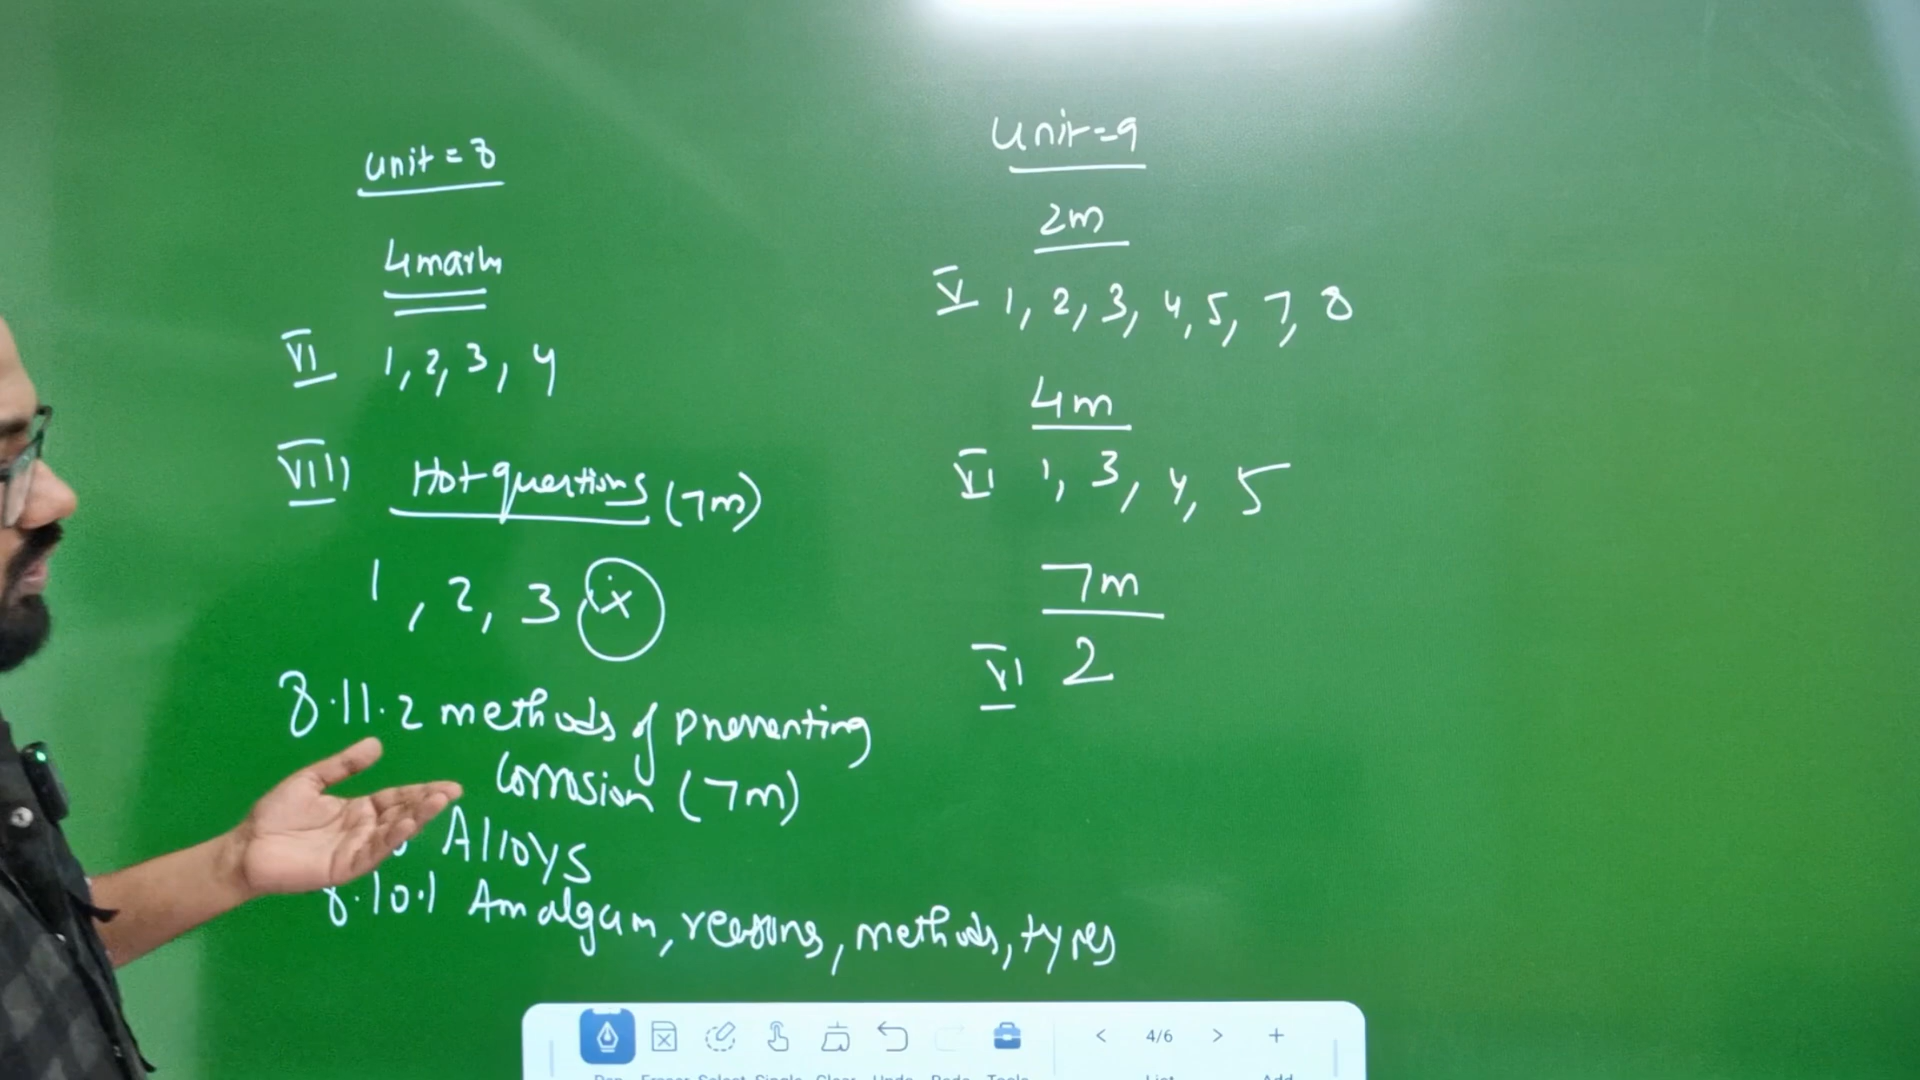 unit = 8
4 marks
VI 1, 2, 3, 4
VIII) Hot questions (7m)
1, 2, 3 ix
8.11.2 methods of preventing
Corrosion (7m)
Alloys
8.10.1 Amalgam, reasons, methods, types
unit = 9
2m
V 1, 2, 3, 4, 5, 7, 8
4m
VI 1, 3, 4, 5
7m
VI 2
4/6